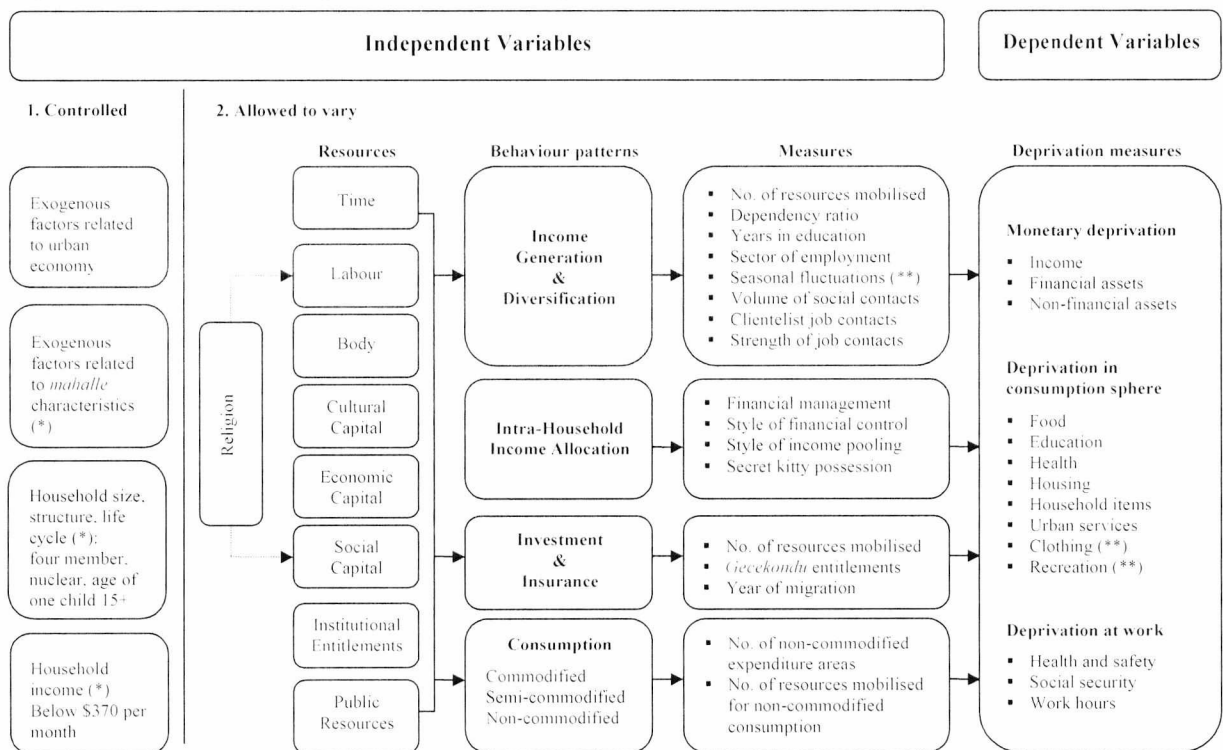 Independent Variables
Dependent Variables
1. Controlled
2. Allowed to vary
Exogenous
factors related
to urban
economy
Exogenous
factors related
to mahalle
characteristics
(*)
Household size,
structure, life
cycle (*):
four member,
nuclear, age of
one child 15+
Household
income (*)
Below $370 per
month
Religion
Resources
Time
Labour
Body
Cultural
Capital
Economic
Capital
Social
Capital
Institutional
Entitlements
Public
Resources
Behaviour patterns
Income
Generation
&
Diversification
Intra-Household
Income Allocation
Investment
&
Insurance
Consumption
Commodified
Semi-commodified
Non-commodified
Measures
▪ No. of resources mobilised
▪ Dependency ratio
▪ Years in education
▪ Sector of employment
▪ Seasonal fluctuations (**)
▪ Volume of social contacts
▪ Clientelist job contacts
▪ Strength of job contacts
▪ Financial management
▪ Style of financial control
▪ Style of income pooling
▪ Secret kitty possession
▪ No. of resources mobilised
▪ Gecekondu entitlements
▪ Year of migration
▪ No. of non-commodified
expenditure areas
▪ No. of resources mobilised
for non-commodified
consumption
Deprivation measures
Monetary deprivation
▪ Income
▪ Financial assets
▪ Non-financial assets
Deprivation in
consumption sphere
▪ Food
▪ Education
▪ Health
▪ Housing
▪ Household items
▪ Urban services
▪ Clothing (**)
▪ Recreation (**)
Deprivation at work
▪ Health and safety
▪ Social security
▪ Work hours